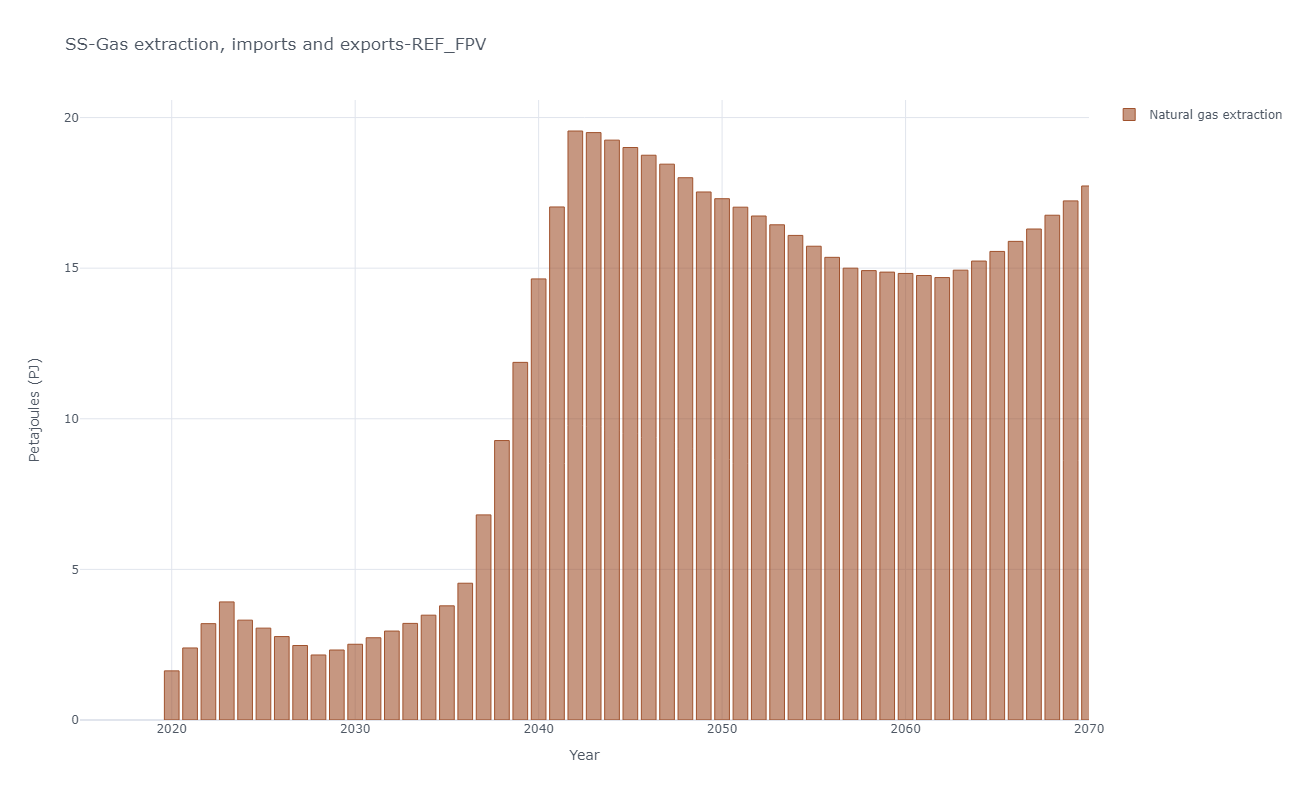 SS-Gas extraction, imports and exports-REF_FPV
Natural gas extraction
20
15
10
5
0
Petajoules (PJ)
2020 2030 2040 2050 2060 2070
Year